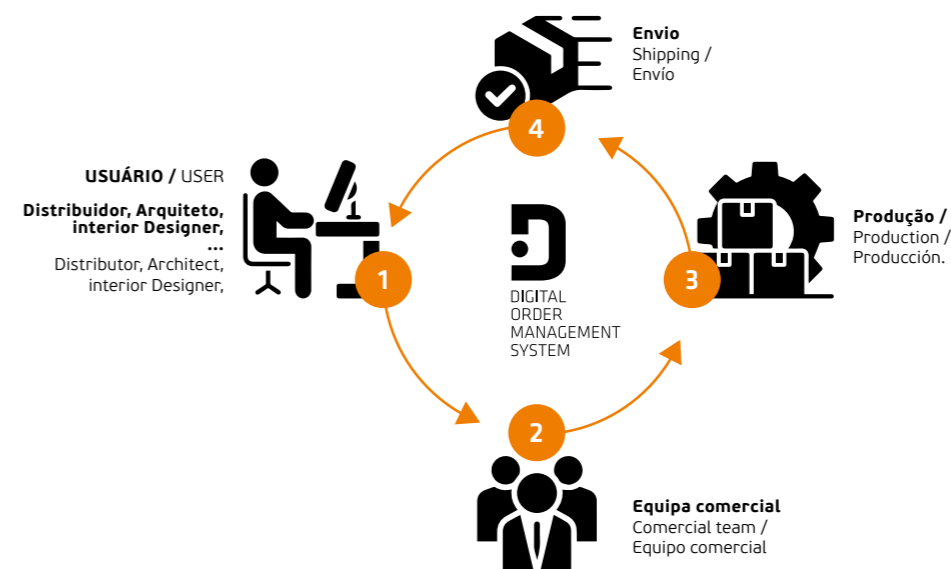 Envio
Shipping /
Envío
4
USUÁRIO / USER
Distribuidor, Arquiteto,
interior Designer,
...
Distributor, Architect,
interior Designer,
1
DIGITAL
ORDER
MANAGEMENT
SYSTEM
3
Produção /
Production /
Producción.
2
Equipa comercial
Comercial team /
Equipo comercial